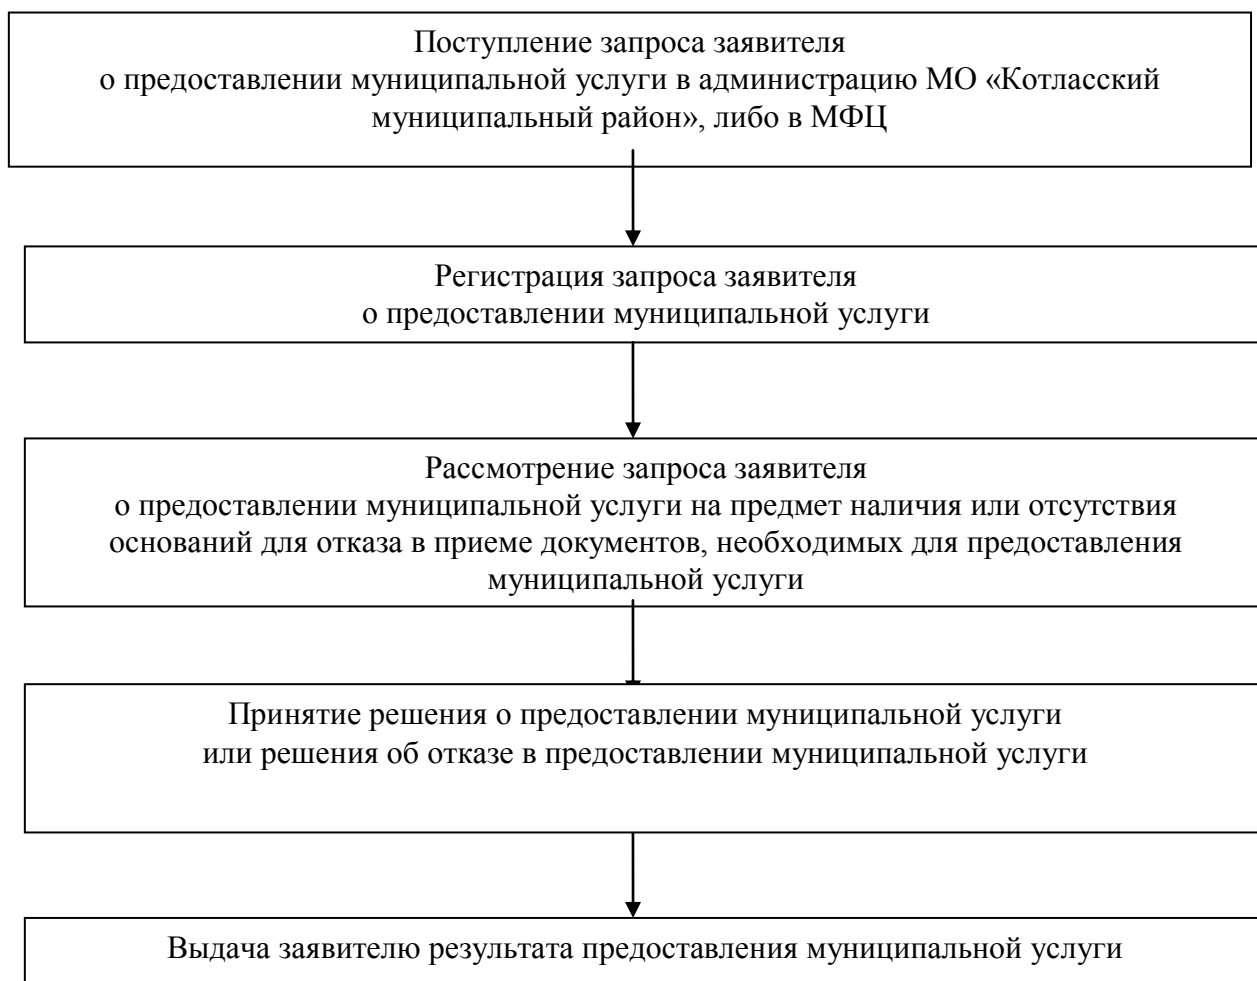 Поступление запроса заявителя
о предоставлении муниципальной услуги в администрацию МО «Котласский
муниципальный район», либо в МФЦ
Регистрация запроса заявителя
о предоставлении муниципальной услуги
Рассмотрение запроса заявителя
о предоставлении муниципальной услуги на предмет наличия или отсутствия
оснований для отказа в приеме документов, необходимых для предоставления
муниципальной услуги
Принятие решения о предоставлении муниципальной услуги
или решения об отказе в предоставлении муниципальной услуги
Выдача заявителю результата предоставления муниципальной услуги